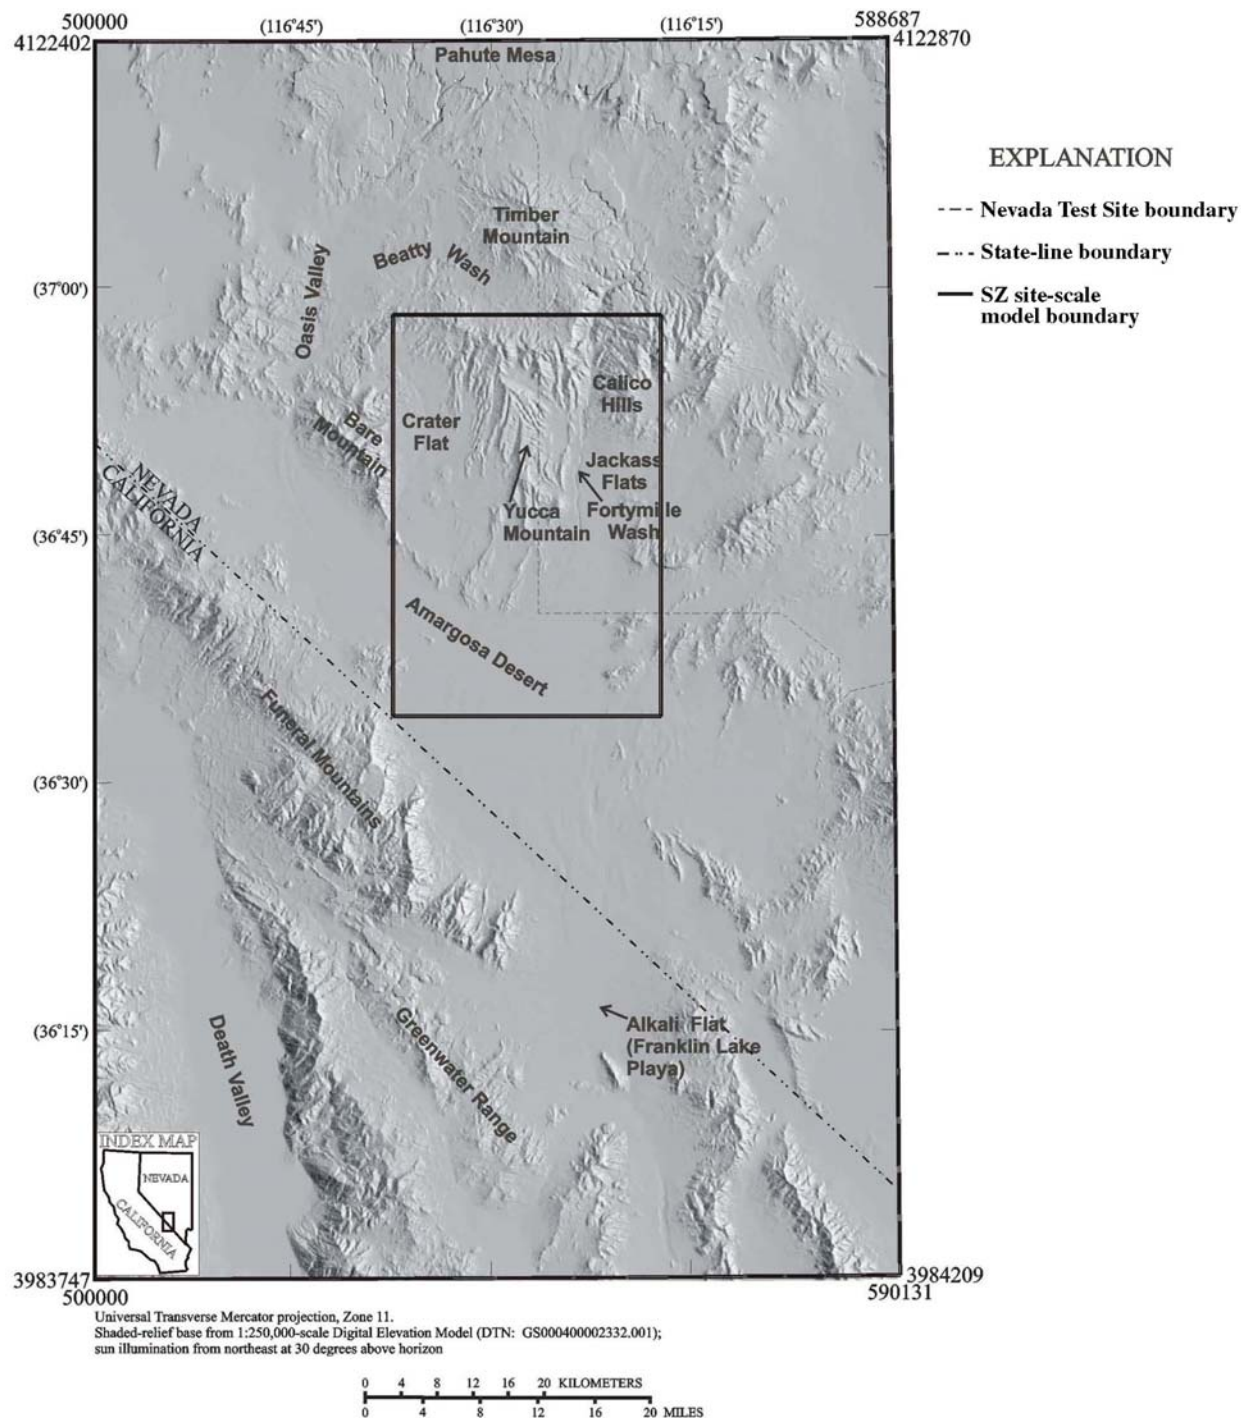 500000
(116°45')
(116°30')
(116°15')
588687
4122402
4122870
Pahute Mesa
EXPLANATION
Nevada Test Site boundary
State-line boundary
SZ site-scale
model boundary
Timber
Mountain
Beatty Wash
Oasis Valley
(37°00')
Calico
Hills
Crater
Flat
Bare
Mountain
Jackass
Flats
Yucca
Mountain
Fortymile
Wash
NEVADA
CALIFORNIA
(36°45')
Amargosa Desert
Funeral Mountains
(36°30')
(36°15')
Death Valley
Greenwater Range
Alkali Flat
(Franklin Lake
Playa)
INDEX MAP
NEVADA
CALIFORNIA
3983747
3984209
500000
590131
Universal Transverse Mercator projection, Zone 11.
Shaded-relief base from 1:250,000-scale Digital Elevation Model (DTN: GS000400002332.001);
sun illumination from northeast at 30 degrees above horizon
0 4 8 12 16 20 KILOMETERS
0 4 8 12 16 20 MILES